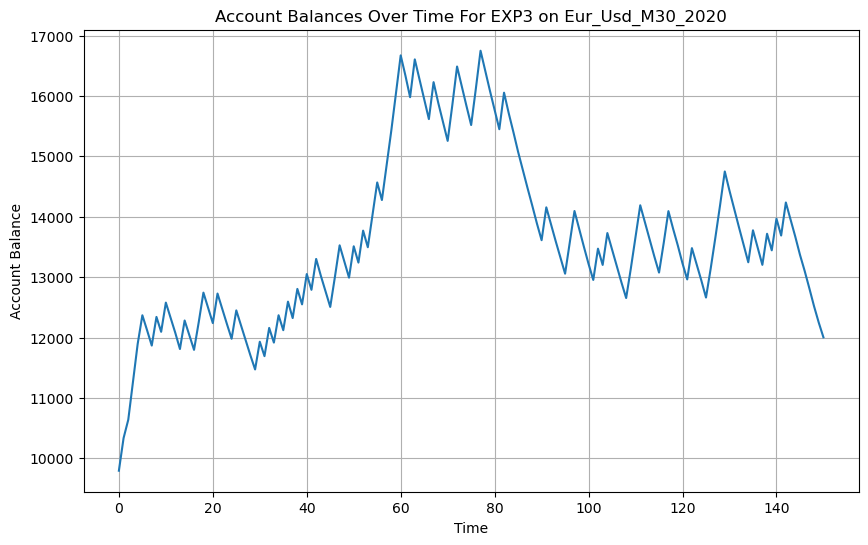 Account Balances Over Time For EXP3 on Eur_Usd_M30_2020
17000
16000
15000
14000
13000
12000
11000
10000
Account Balance
0 20 40 60 80 100 120 140
Time